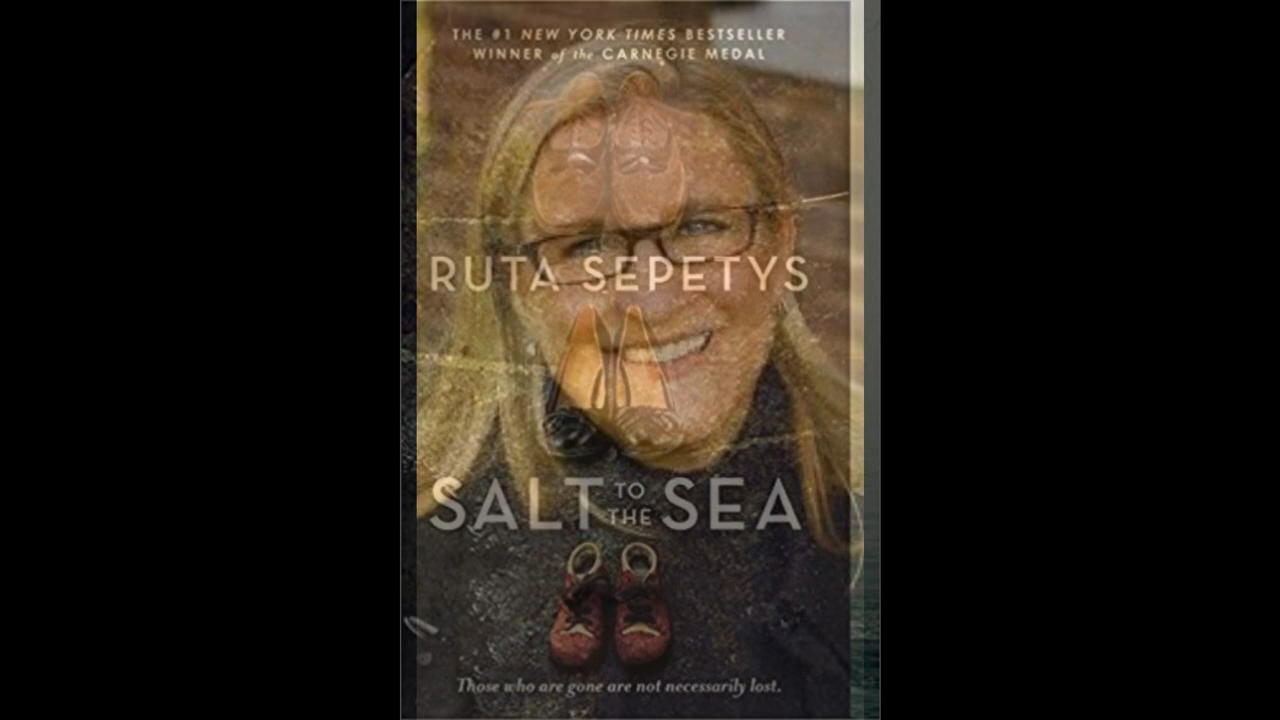 THE #1 NEW YORK TIMES BESTSELLER
WINNER of the CARNEGIE MEDAL
RUTA SEPETYS
SALT TO THE SEA
Those who are gone are not necessarily lost.